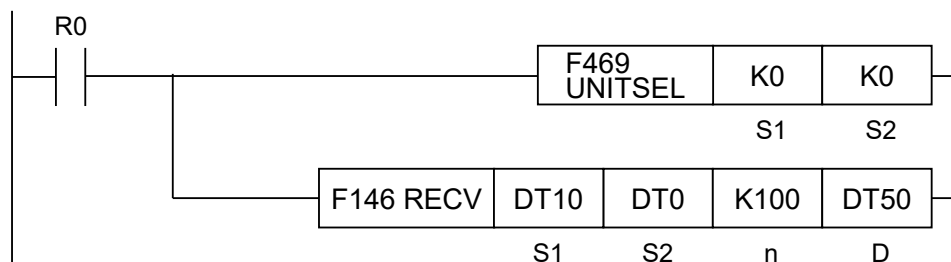 R0
F469
UNITSEL
K0
K0
S1
S2
F146 RECV
DT10
DT0
K100
DT50
S1
S2
n
D